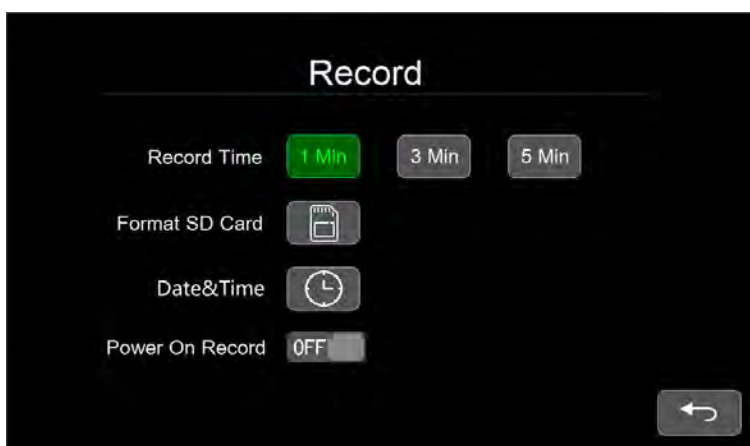 Record
Record Time 1 Min 3 Min 5 Min
Format SD Card
Date&Time
Power On Record OFF